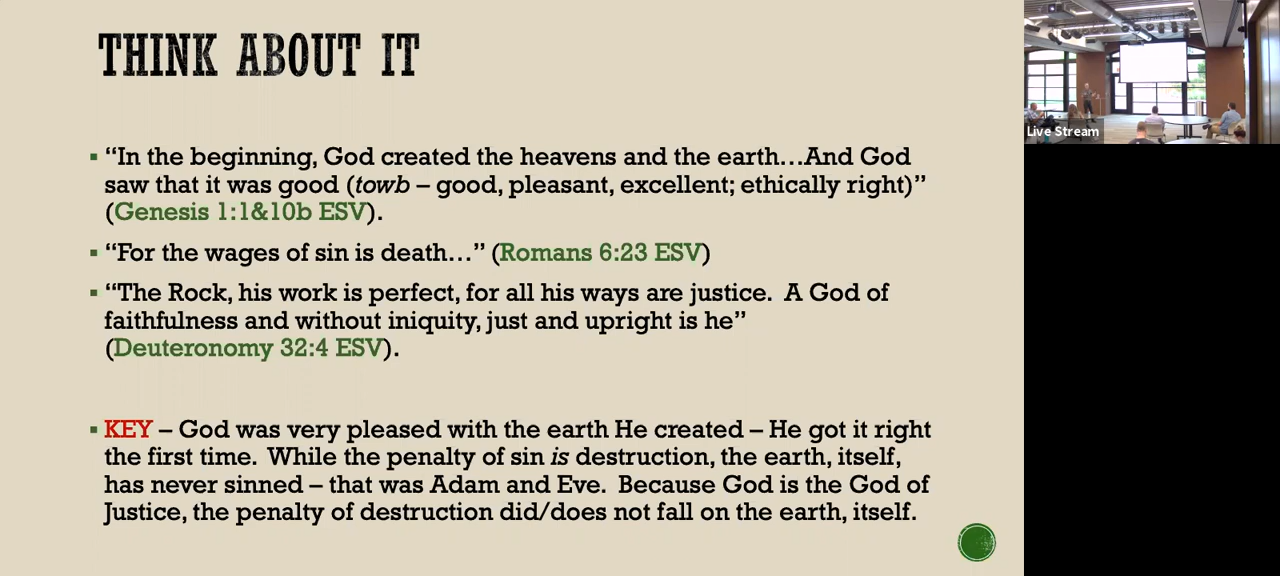 THINK ABOUT IT
▪ “In the beginning, God created the heavens and the earth…And God
saw that it was good (towb – good, pleasant, excellent; ethically right)”
(Genesis 1:1&10b ESV).
▪ “For the wages of sin is death…” (Romans 6:23 ESV)
▪ “The Rock, his work is perfect, for all his ways are justice.  A God of
faithfulness and without iniquity, just and upright is he”
(Deuteronomy 32:4 ESV).
▪ KEY – God was very pleased with the earth He created – He got it right
the first time.  While the penalty of sin is destruction, the earth, itself,
has never sinned – that was Adam and Eve.  Because God is the God of
Justice, the penalty of destruction did/does not fall on the earth, itself.
Live Stream